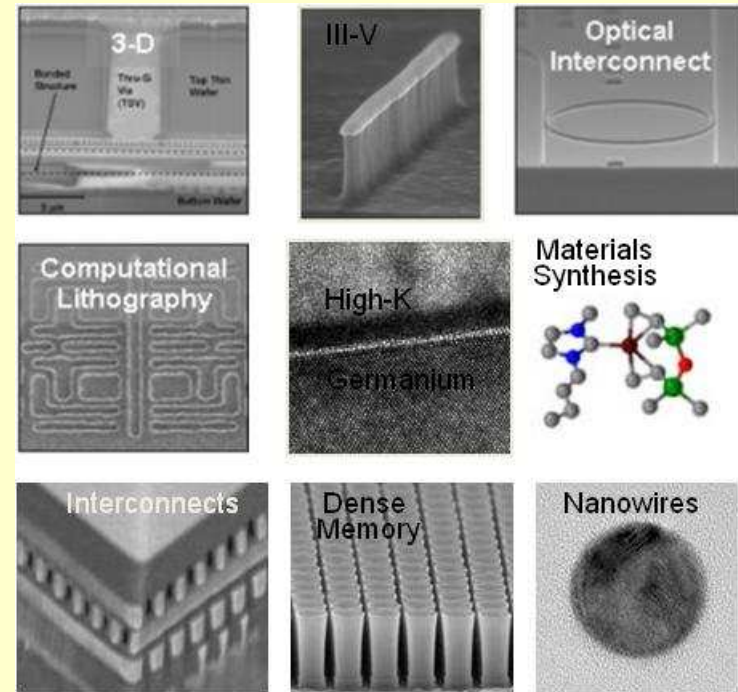 3-D
Bonded
Structure
Thru-Si
Via
(TSV)
Top Thin
Wafer
Bottom Wafer
III-V
Optical
Interconnect
Computational
Lithography
High-K
Germanium
Materials
Synthesis
Interconnects
Dense
Memory
Nanowires